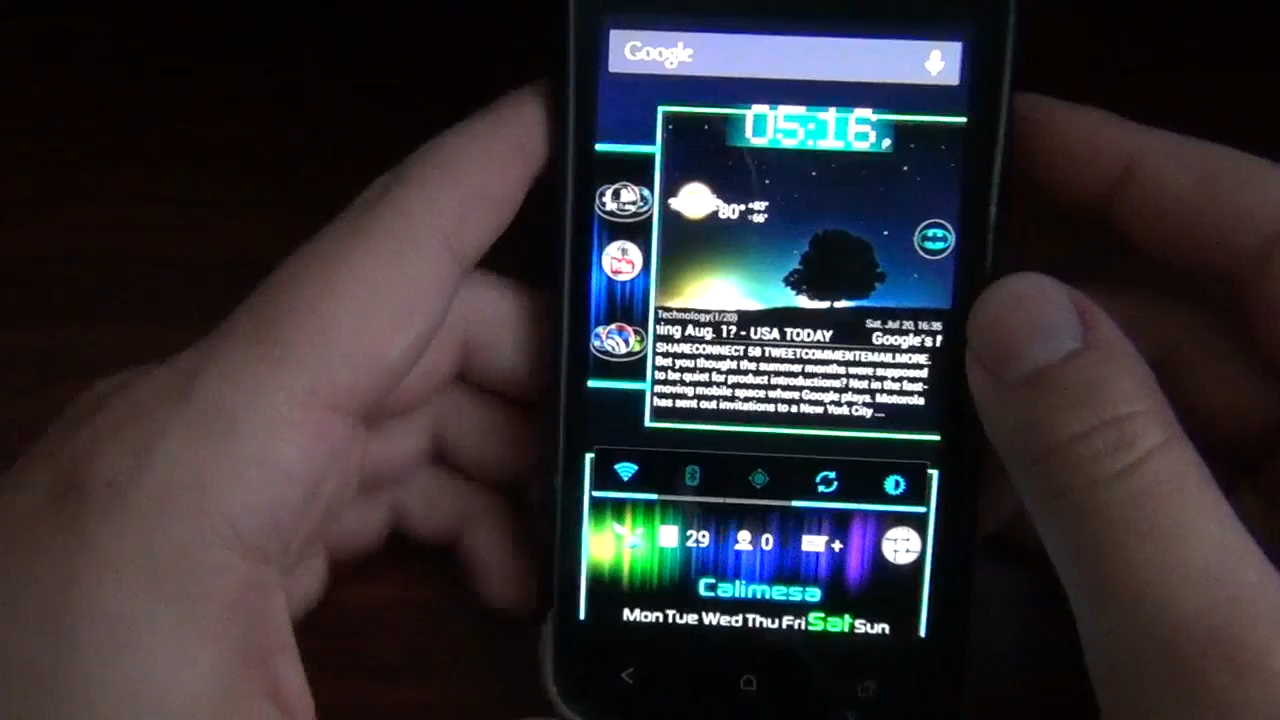 Google
05:16 P
80° +83°
-66°
Technology(1/20)
Sat, Jul 20, 16:35
ning Aug. 1? - USA TODAY
Google's
SHARECONNECT 58 TWEETCOMMENTEMAILMORE.
Bet you thought the summer months were supposed
to be quiet for product introductions? Not in the fast-
moving mobile space where Google plays. Motorola
has sent out invitations to a New York City ...
29
0
+
Calimesa
Mon Tue Wed Thu Fri Sat Sun